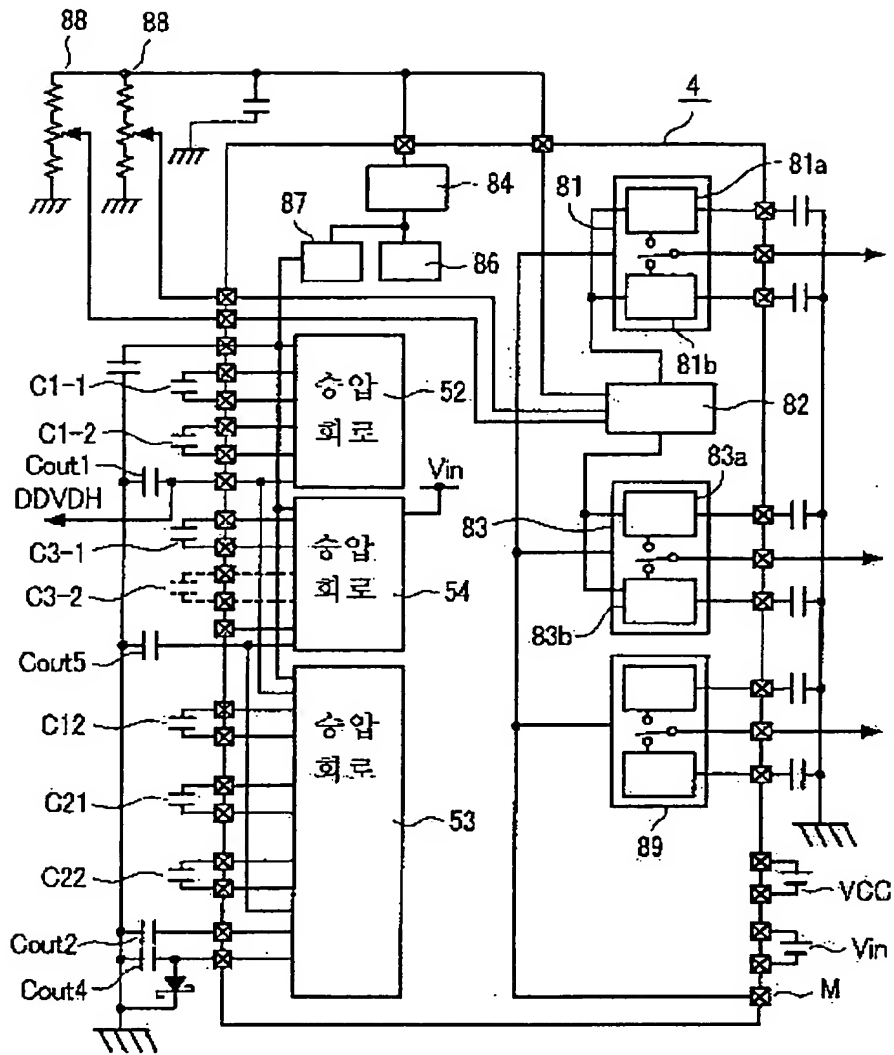 88
88
4
81a
81
84
87
86
81b
C1-1
승압
회로
52
82
C1-2
Cout1
Vin
83a
DDVDH
83
C3-1
승압
회로
54
C3-2
83b
Cout5
C12
승압
회로
C21
53
89
C22
VCC
Cout2
Vin
Cout4
M